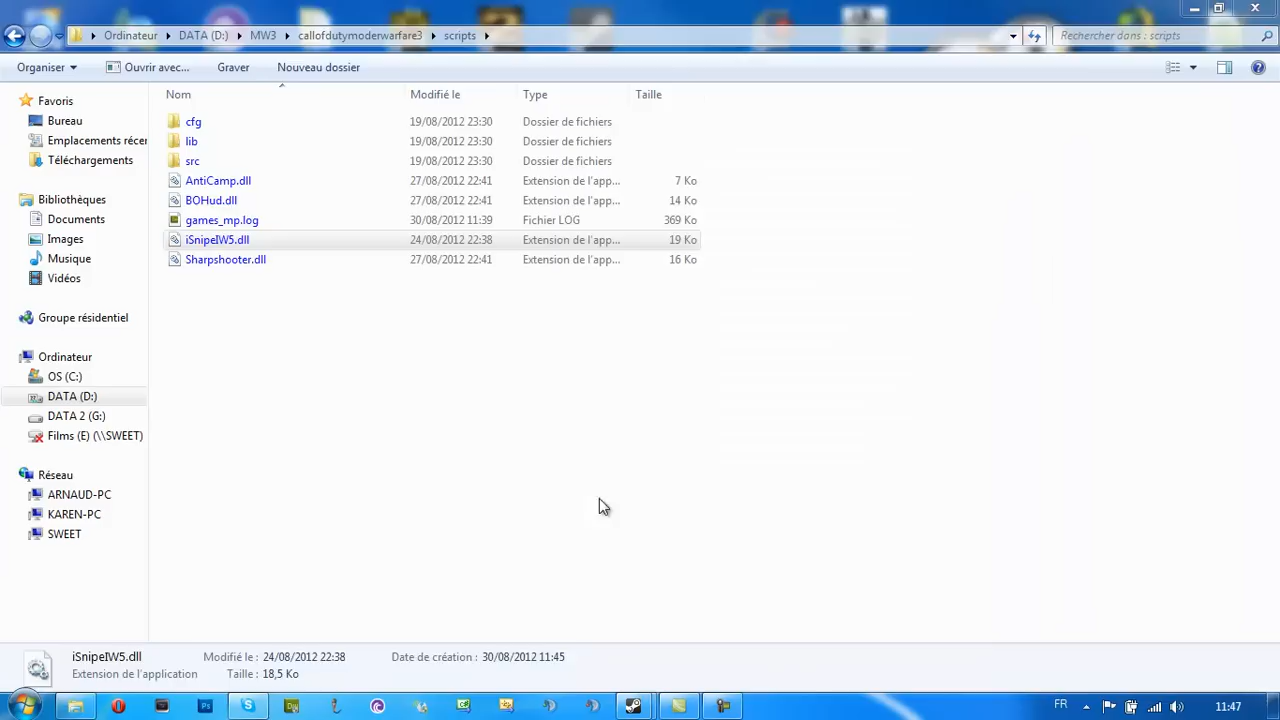 Ordinateur DATA (D:) MW3 callofdutymoderwarfare3 scripts Rechercher dans : scripts
Organiser Ouvrir avec... Graver Nouveau dossier
Nom Modifié le Type Taille
cfg 19/08/2012 23:30 Dossier de fichiers
lib 19/08/2012 23:30 Dossier de fichiers
src 19/08/2012 23:30 Dossier de fichiers
AntiCamp.dll 27/08/2012 22:41 Extension de l'app... 7 Ko
BOHud.dll 27/08/2012 22:41 Extension de l'app... 14 Ko
games_mp.log 30/08/2012 11:39 Fichier LOG 369 Ko
iSnipeIW5.dll 24/08/2012 22:38 Extension de l'app... 19 Ko
Sharpshooter.dll 27/08/2012 22:41 Extension de l'app... 16 Ko
Favoris
Bureau
Emplacements récer
Téléchargements
Bibliothèques
Documents
Images
Musique
Vidéos
Groupe résidentiel
Ordinateur
OS (C:)
DATA (D:)
DATA 2 (G:)
Films (E) (\\SWEET)
Réseau
ARNAUD-PC
KAREN-PC
SWEET
iSnipeIW5.dll Modifié le : 24/08/2012 22:38 Date de création : 30/08/2012 11:45
Extension de l'application Taille : 18,5 Ko
Ps Dw FR 11:47